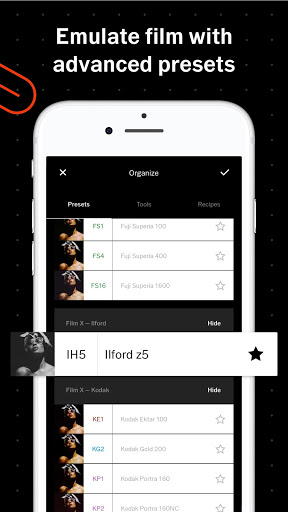 Emulate film with
advanced presets
Organize
Presets Tools Recipes
FS1 Fuji Superia 100
FS4 Fuji Superia 400
FS16 Fuji Superia 1600
Film X – Ilford Hide
IH5 Ilford z5
Film X – Kodak Hide
KE1 Kodak Ektar 100
KG2 Kodak Gold 200
KP1 Kodak Portra 160
KP2 Kodak Portra 160NC